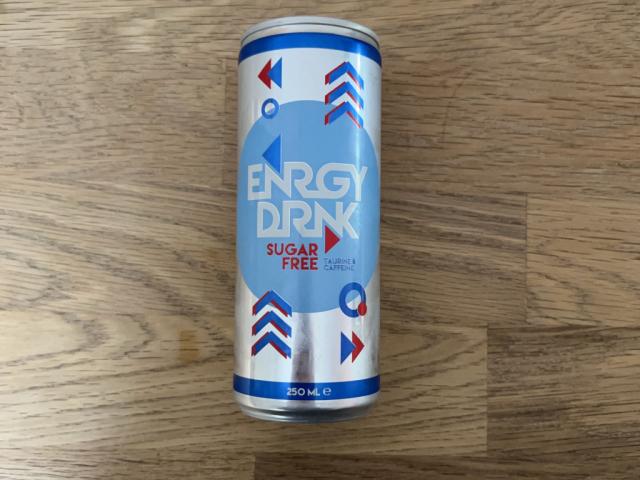 ENRGY
DRNK
SUGAR
FREE
TAURINE &
CAFFEINE
250 ML ℮